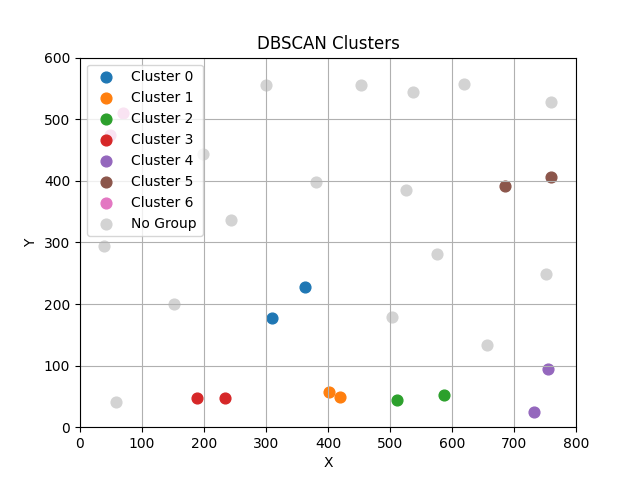 DBSCAN Clusters
600
500
400
300
200
100
0
Y
Cluster 0
Cluster 1
Cluster 2
Cluster 3
Cluster 4
Cluster 5
Cluster 6
No Group
0 100 200 300 400 500 600 700 800
X